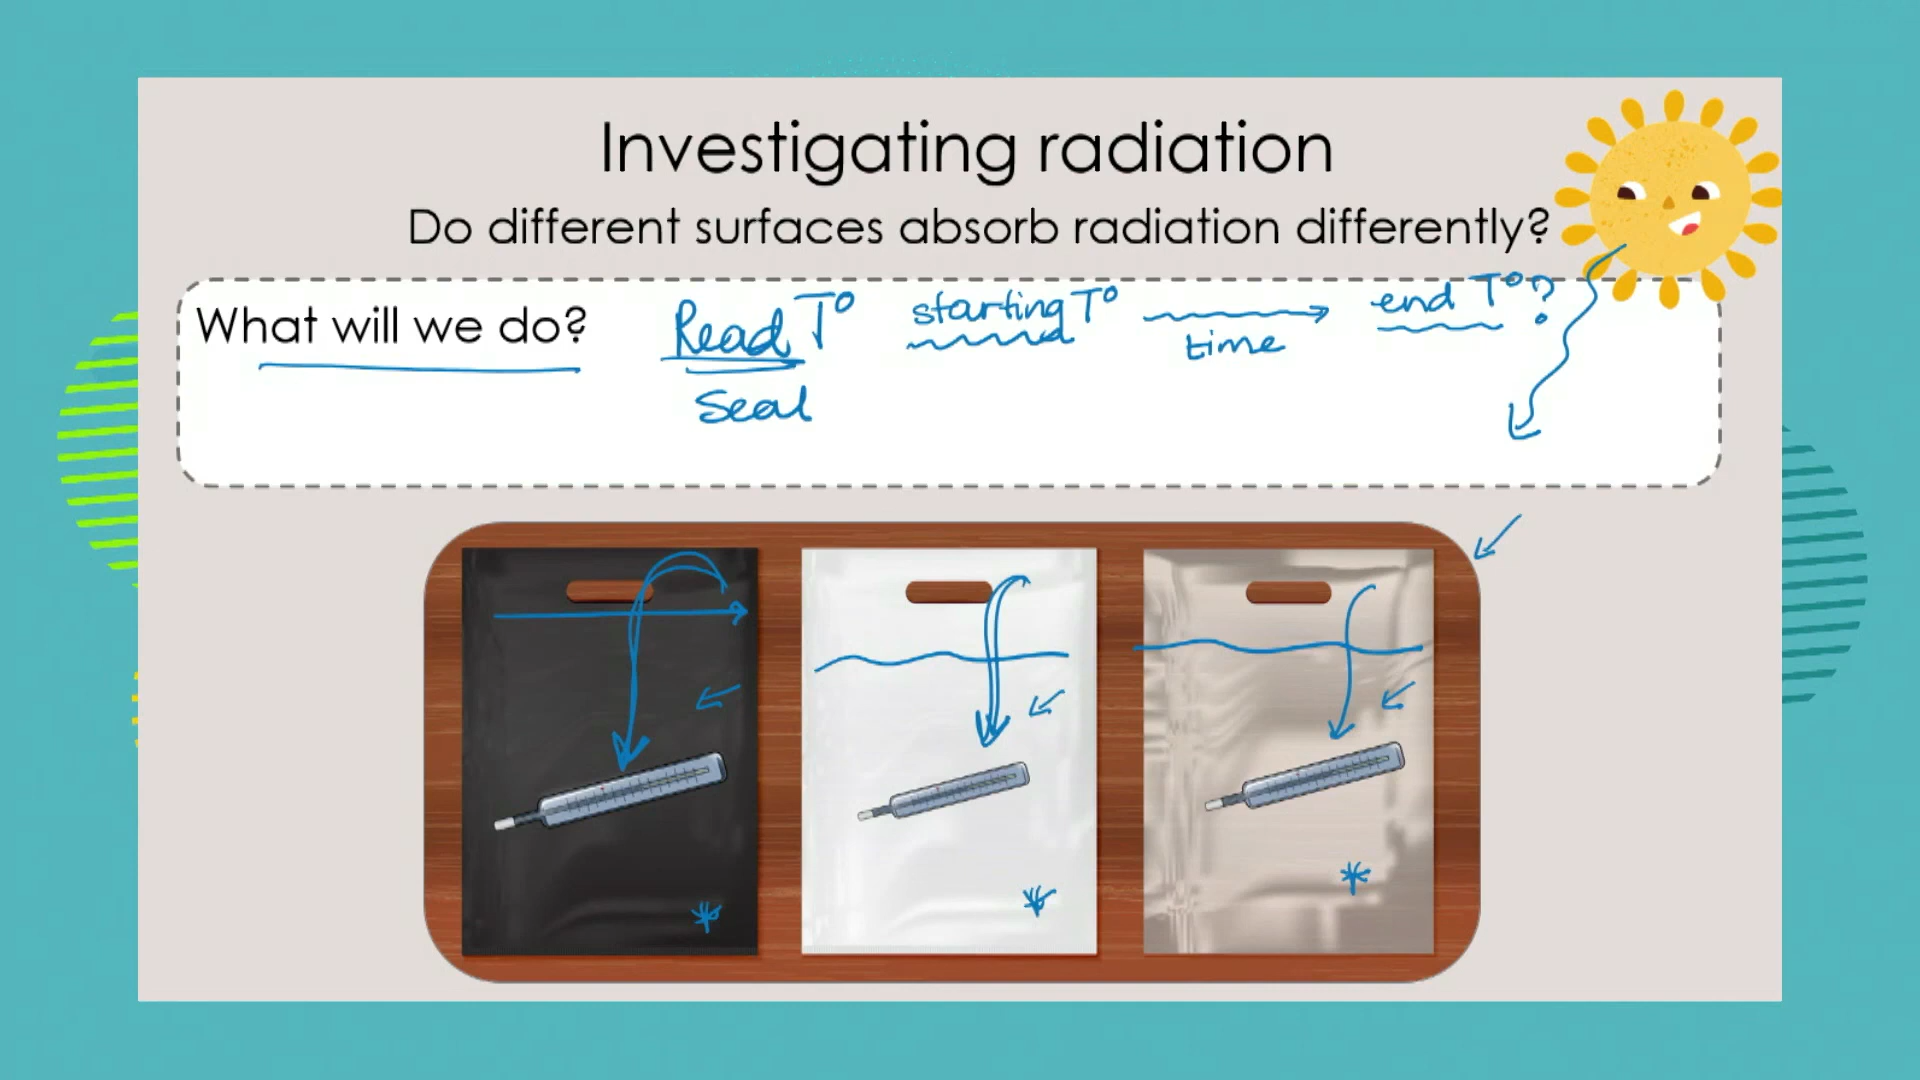 Investigating radiation
Do different surfaces absorb radiation differently?
What will we do? Read T° starting T° time end T°?
Seal